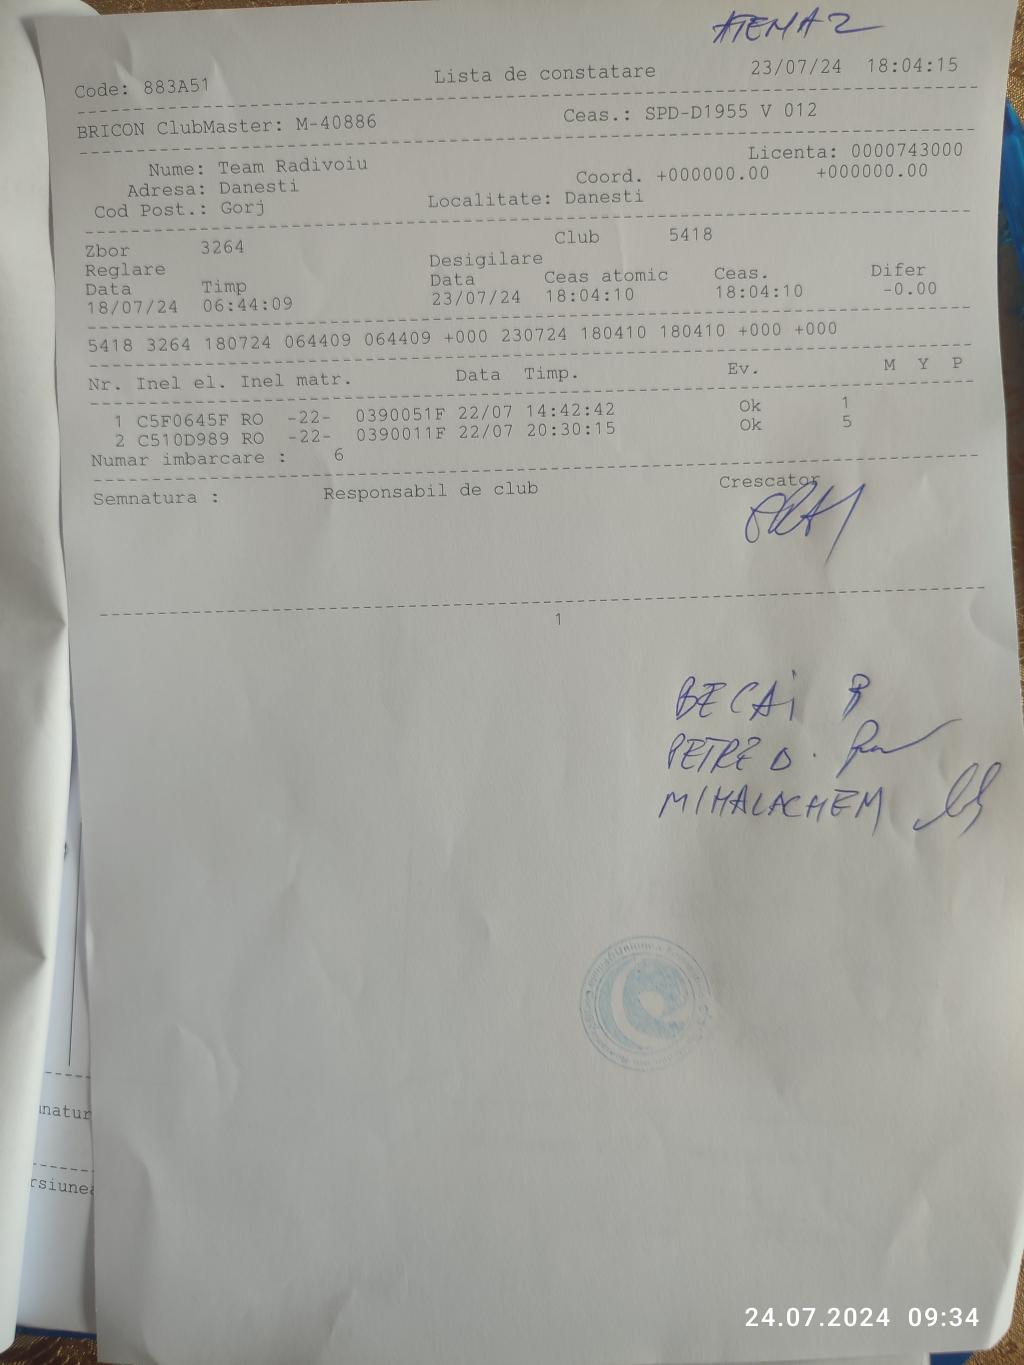 ATENA 2
Code: 883A51 Lista de constatare 23/07/24 18:04:15
BRICON ClubMaster: M-40886 Ceas.: SPD-D1955 V 012
Nume: Team Radivoiu Licenta: 0000743000
Adresa: Danesti Coord. +000000.00 +000000.00
Cod Post.: Gorj Localitate: Danesti
Zbor 3264 Club 5418
Reglare Desigilare
Data Timp Data Ceas atomic Ceas. Difer
18/07/24 06:44:09 23/07/24 18:04:10 18:04:10 -0.00
5418 3264 180724 064409 064409 +000 230724 180410 180410 +000 +000
Nr. Inel el. Inel matr. Data Timp. Ev. M Y P
1 C5F0645F RO -22- 0390051F 22/07 14:42:42 Ok 1
2 C510D989 RO -22- 0390011F 22/07 20:30:15 Ok 5
Numar imbarcare : 6
Semnatura : Responsabil de club Crescator
1
BECAI B
PETRE D.
MIHALACHE M
rsiunea
24.07.2024 09:34